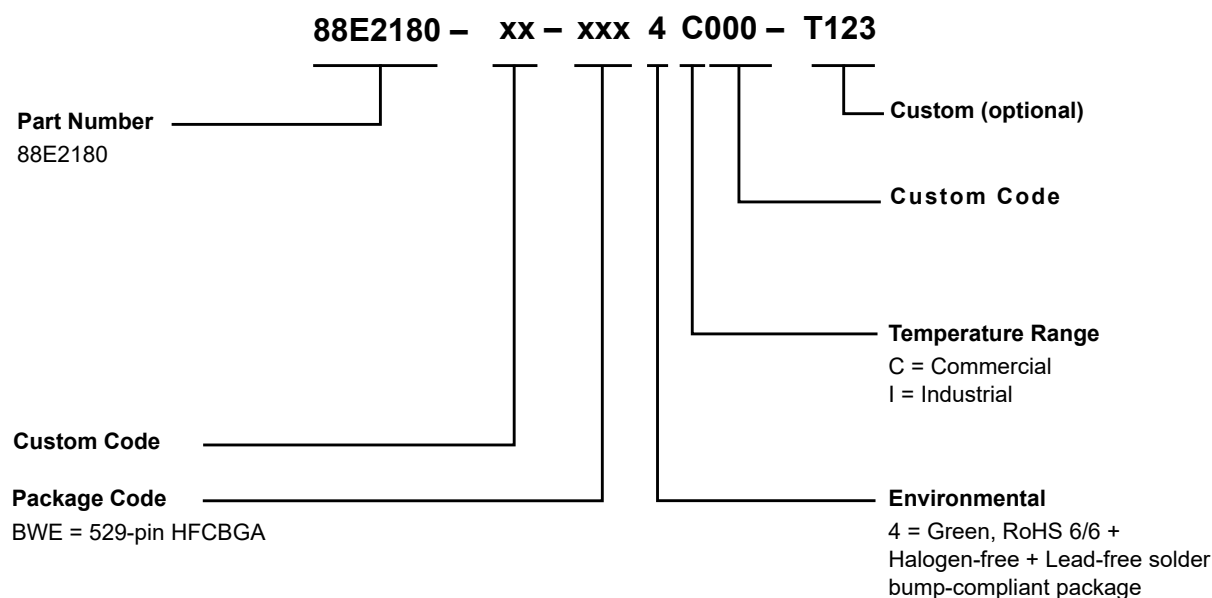 88E2180 – xx – xxx 4 C000 – T123
Part Number
88E2180
Custom (optional)
Custom Code
Temperature Range
C = Commercial
I = Industrial
Custom Code
Package Code
BWE = 529-pin HFCBGA
Environmental
4 = Green, RoHS 6/6 +
Halogen-free + Lead-free solder
bump-compliant package